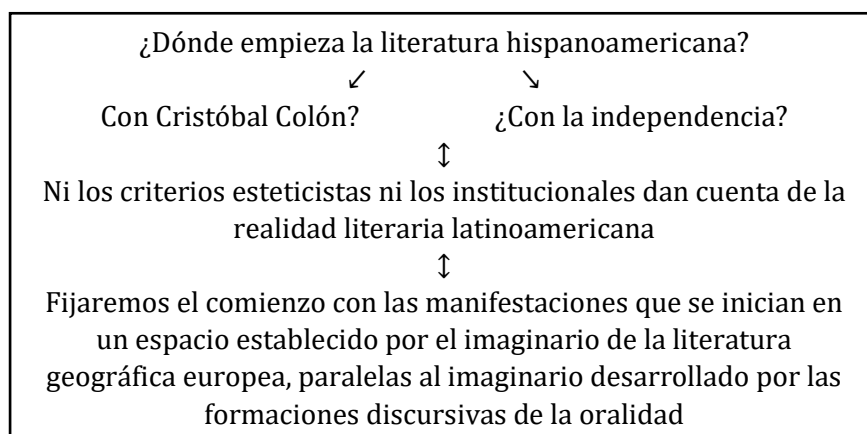 ¿Dónde empieza la literatura hispanoamericana?
↙ ↘
Con Cristóbal Colón? ¿Con la independencia?
↕
Ni los criterios esteticistas ni los institucionales dan cuenta de la
realidad literaria latinoamericana
↕
Fijaremos el comienzo con las manifestaciones que se inician en
un espacio establecido por el imaginario de la literatura
geográfica europea, paralelas al imaginario desarrollado por las
formaciones discursivas de la oralidad